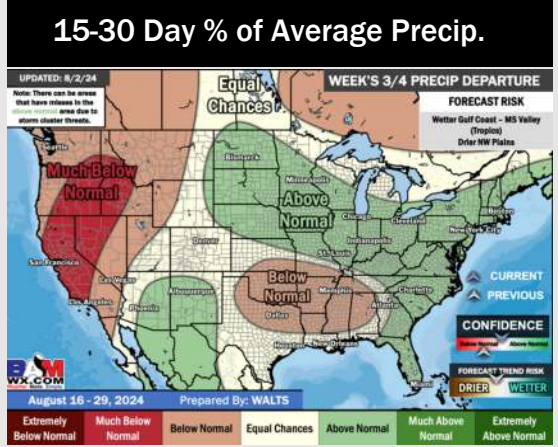 15-30 Day % of Average Precip.
UPDATED: 8/2/24
Note: There can be areas
that have misses in the
above normal area due to
storm cluster threats.
Equal
Chances
WEEK'S 3/4 PRECIP DEPARTURE
FORECAST RISK
Wetter Gulf Coast – MS Valley
(Tropics)
Drier NW Plains
Seattle
Much Below
Normal
Bismarck
Minneapolis
Above
Normal
Chicago
Cleveland
Boston
New York City
Indianapolis
St. Louis
Denver
San Francisco
Las Vegas
Los Angeles
Phoenix
Albuquerque
Below
Normal
Dallas
Memphis
Charlotte
Atlanta
Houston
New Orleans
Miami
CURRENT
PREVIOUS
CONFIDENCE
Below Normal
Above Normal
FORECAST TREND RISK
DRIER
WETTER
BAM
WX.COM
August 16 - 29, 2024
Prepared By: WALTS
Extremely
Below Normal
Much Below
Normal
Below Normal
Equal Chances
Above Normal
Much Above
Normal
Extremely
Above Normal